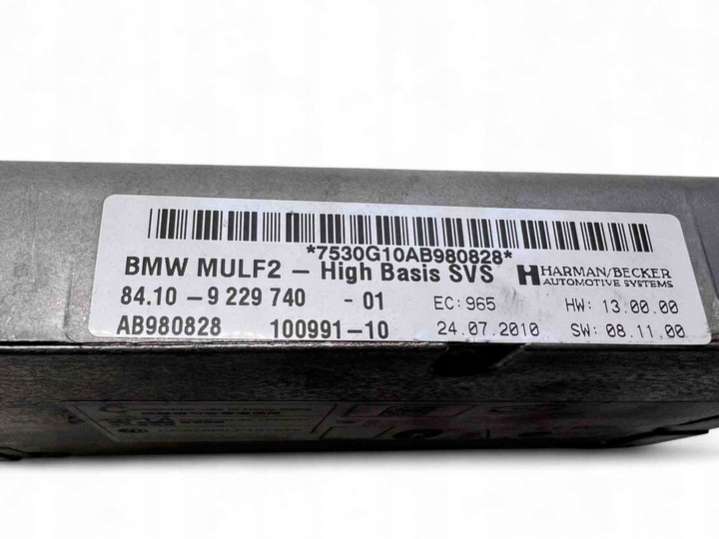 *7530G10AB980828*
BMW MULF2 – High Basis SVS
HARMAN/BECKER
AUTOMOTIVE SYSTEMS
84.10 – 9 229 740 - 01 EC: 965 HW: 13.00.00
AB980828 100991-10 24.07.2010 SW: 08.11.00